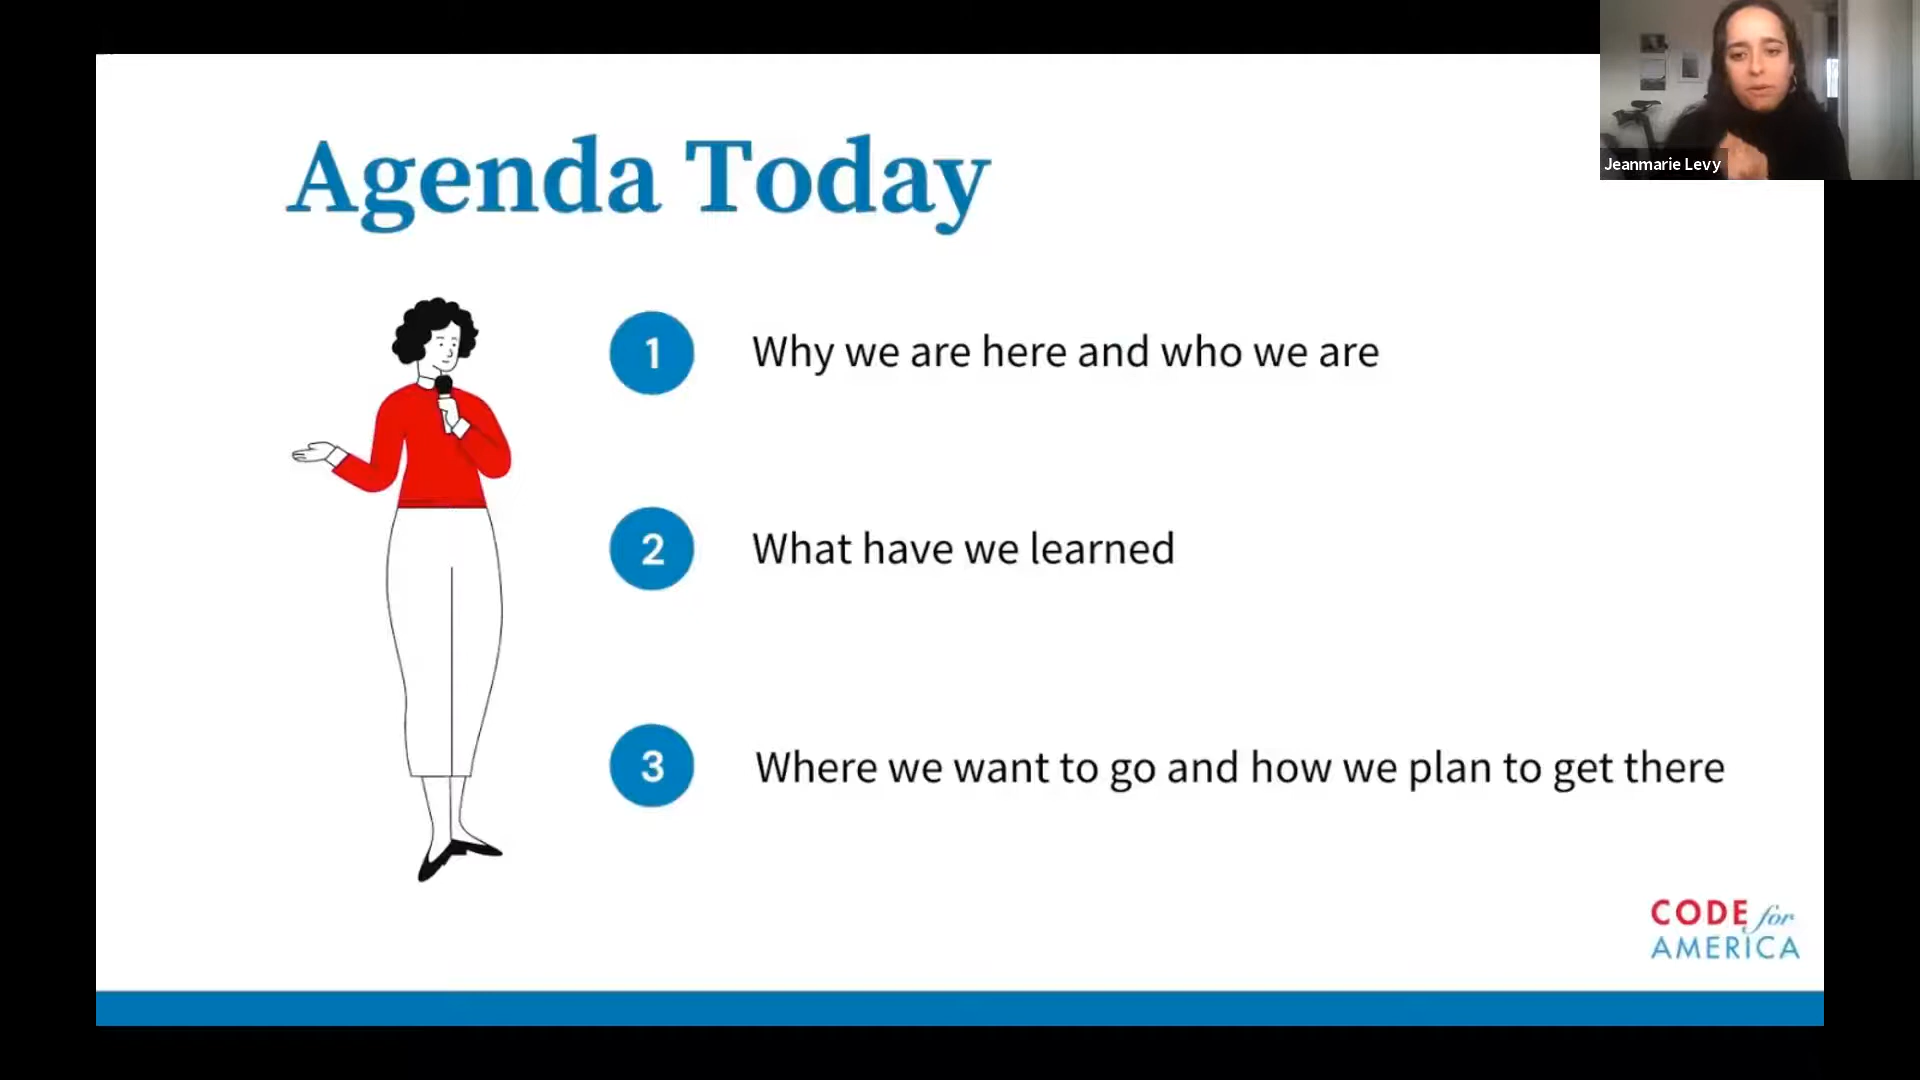 Agenda Today
Jeanmarie Levy
1
Why we are here and who we are
2
What have we learned
3
Where we want to go and how we plan to get there
CODE for
AMERICA